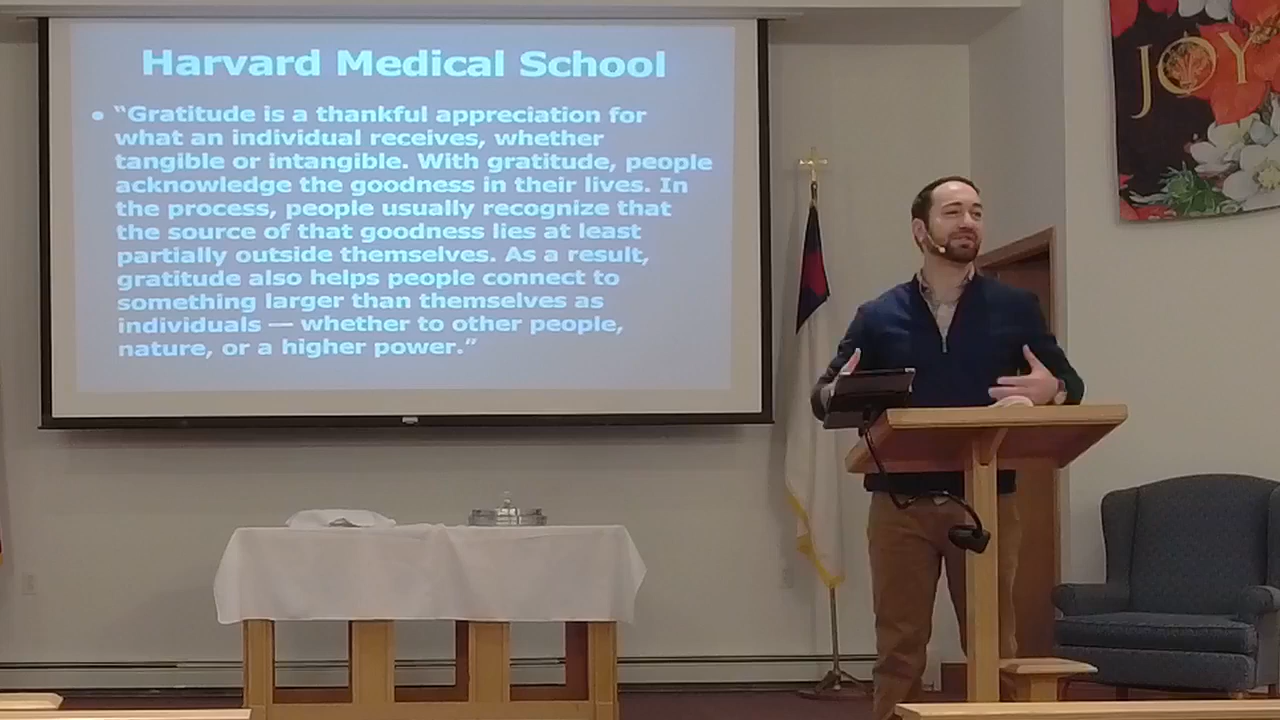 Harvard Medical School
• “Gratitude is a thankful appreciation for
what an individual receives, whether
tangible or intangible. With gratitude, people
acknowledge the goodness in their lives. In
the process, people usually recognize that
the source of that goodness lies at least
partially outside themselves. As a result,
gratitude also helps people connect to
something larger than themselves as
individuals — whether to other people,
nature, or a higher power.”
JOY